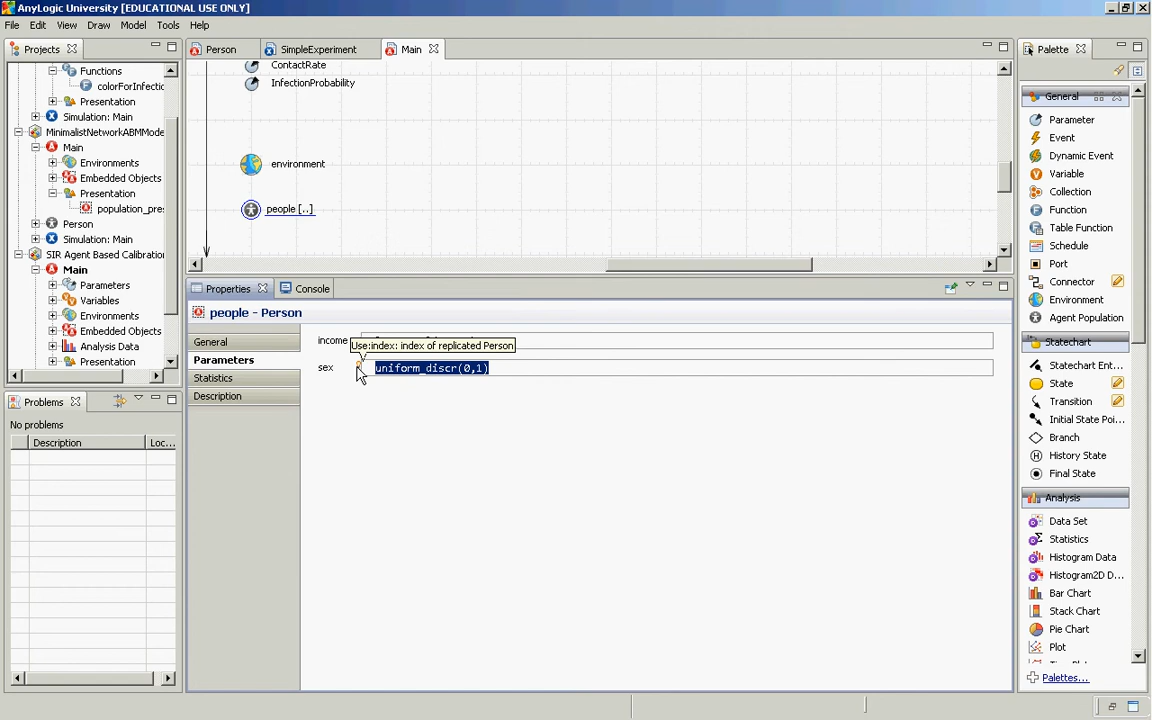 AnyLogic University [EDUCATIONAL USE ONLY]
File Edit View Draw Model Tools Help
Projects
Functions
colorForInfectio
Presentation
Simulation: Main
MinimalistNetworkABMMode
Main
Environments
Embedded Objects
Presentation
population_pre
Person
Simulation: Main
SIR Agent Based Calibration
Main
Parameters
Variables
Environments
Embedded Objects
Analysis Data
Presentation
Problems
No problems
Description Loc...
Person SimpleExperiment Main
ContactRate
InfectionProbability
environment
people [..]
Properties Console
people - Person
General
Parameters
Statistics
Description
income
Use:index: index of replicated Person
sex
uniform_discr(0,1)
Palette
General
Parameter
Event
Dynamic Event
Variable
Collection
Function
Table Function
Schedule
Port
Connector
Environment
Agent Population
Statechart
Statechart Ent...
State
Transition
Initial State Poi...
Branch
History State
Final State
Analysis
Data Set
Statistics
Histogram Data
Histogram2D D...
Bar Chart
Stack Chart
Pie Chart
Plot
Palettes...